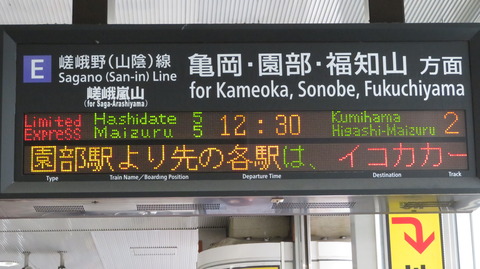 E 嵯峨野(山陰)線 亀岡・園部・福知山 方面
Sagano (San-in) Line for Kameoka, Sonobe, Fukuchiyama
嵯峨嵐山
(for Saga-Arashiyama)
Limited Hashidate 5 12:30 Kumihama 2
Express Maizuru 5 Higashi-Maizuru
園部駅より先の各駅は、イコカカー
Type Train Name/Boarding Position Departure Time Destination Track